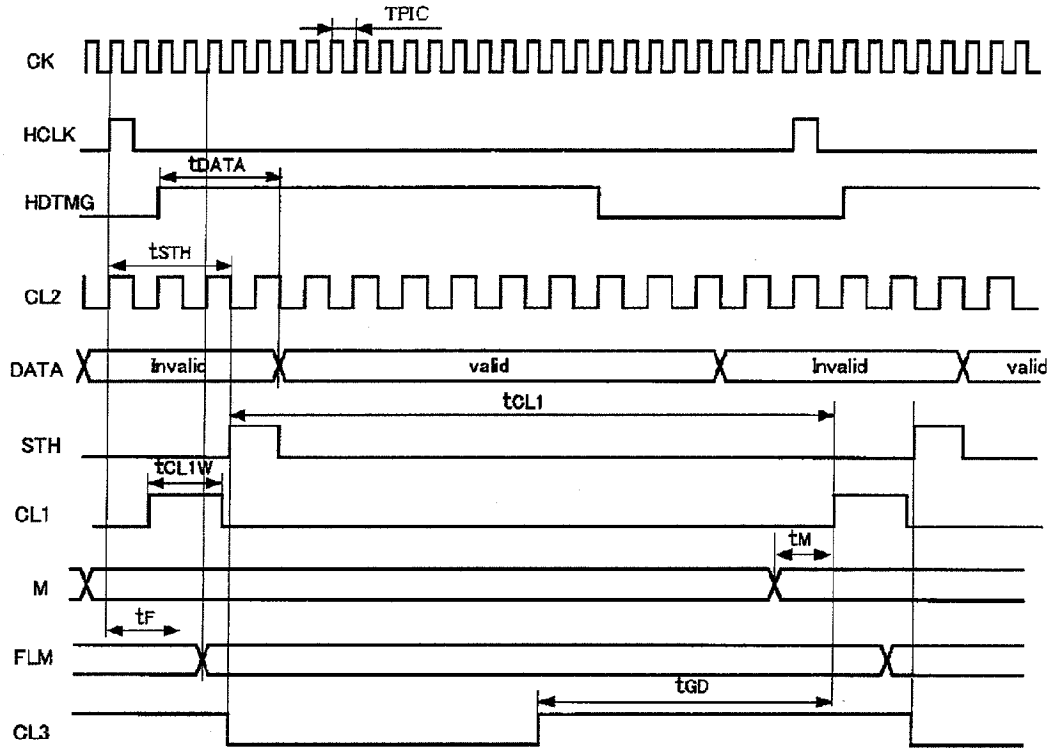 TPIC
CK
HCLK
tDATA
HDTMG
tSTH
CL2
DATA Invalid valid Invalid valid
tCL1
STH
tCL1W
CL1
tM
M
tF
FLM
tGD
CL3